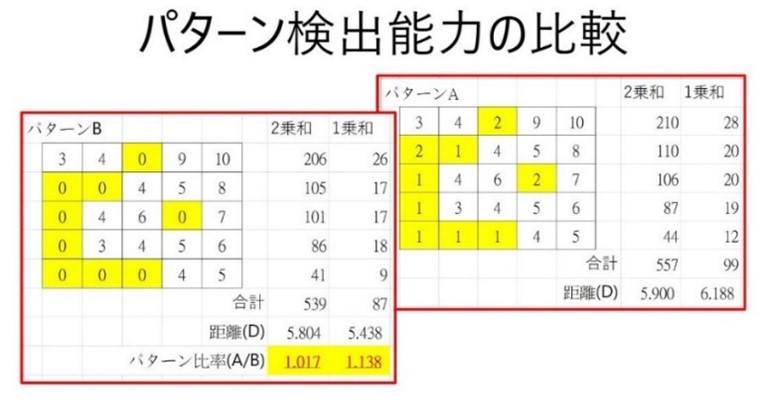 パターン検出能力の比較
パターンB 2乗和 1乗和
3 4 0 9 10 206 26
0 0 4 5 8 105 17
0 4 6 0 7 101 17
0 3 4 5 6 86 18
0 0 0 4 5 41 9
合計 539 87
距離(D) 5.804 5.438
パターン比率(A/B) 1.017 1.138
パターンA 2乗和 1乗和
3 4 2 9 10 210 28
2 1 4 5 8 110 20
1 4 6 2 7 106 20
1 3 4 5 6 87 19
1 1 1 4 5 44 12
合計 557 99
距離(D) 5.900 6.188